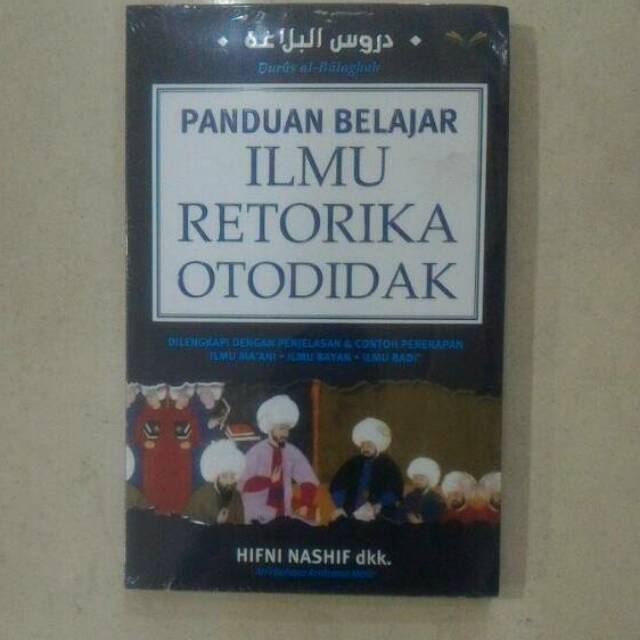 دروس البلاغة
Durûs al-Balaghah
PANDUAN BELAJAR
ILMU
RETORIKA
OTODIDAK
DILENGKAPI DENGAN PENJELASAN & CONTOH PENERAPAN
ILMU MA'ANI • ILMU BAYAN • ILMU BADI'
HIFNI NASHIF dkk.